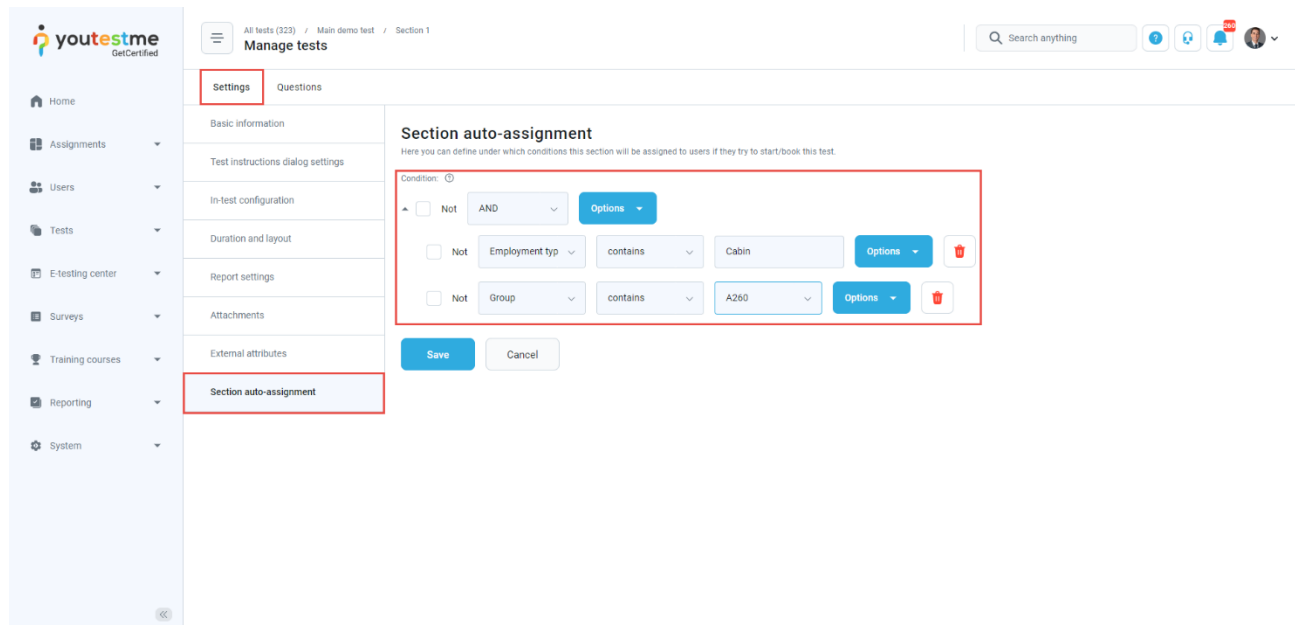 youtestme
GetCertified
All tests (323) / Main demo test / Section 1
Manage tests
Search anything
?
260
Settings
Questions
Home
Assignments
Users
Tests
E-testing center
Surveys
Training courses
Reporting
System
Basic information
Test instructions dialog settings
In-test configuration
Duration and layout
Report settings
Attachments
External attributes
Section auto-assignment
Section auto-assignment
Here you can define under which conditions this section will be assigned to users if they try to start/book this test.
Condition: ?
Not AND Options
Not Employment typ contains Cabin Options
Not Group contains A260 Options
Save Cancel